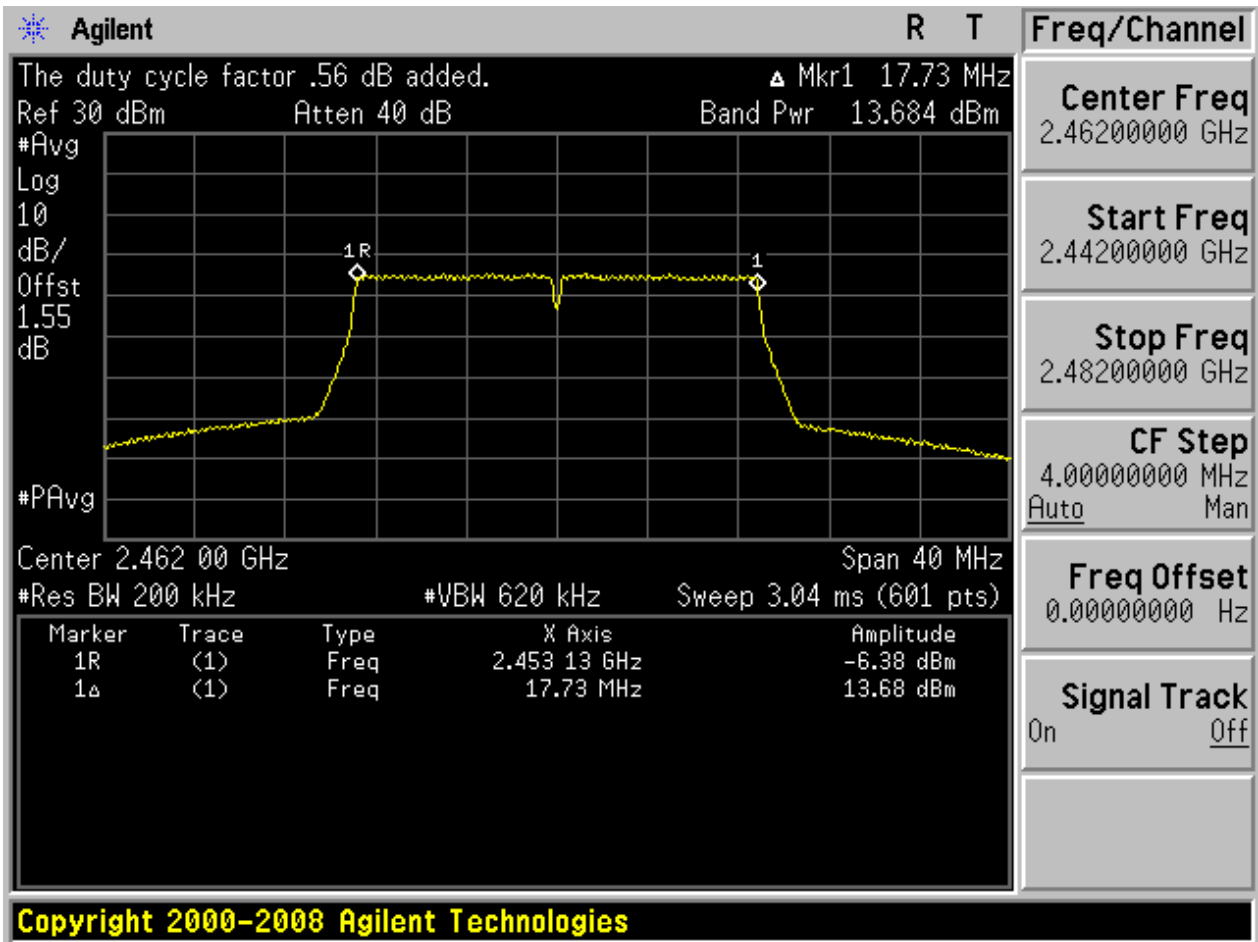 Agilent R T
The duty cycle factor .56 dB added. Δ Mkr1 17.73 MHz
Ref 30 dBm Atten 40 dB Band Pwr 13.684 dBm
#Avg
Log
10
dB/
Offst
1.55
dB
#PAvg
1R
1
Center 2.462 00 GHz Span 40 MHz
#Res BW 200 kHz #VBW 620 kHz Sweep 3.04 ms (601 pts)
Marker Trace Type X Axis Amplitude
1R (1) Freq 2.453 13 GHz -6.38 dBm
1Δ (1) Freq 17.73 MHz 13.68 dBm
Freq/Channel
Center Freq
2.46200000 GHz
Start Freq
2.44200000 GHz
Stop Freq
2.48200000 GHz
CF Step
4.00000000 MHz
Auto Man
Freq Offset
0.00000000 Hz
Signal Track
On Off
Copyright 2000-2008 Agilent Technologies